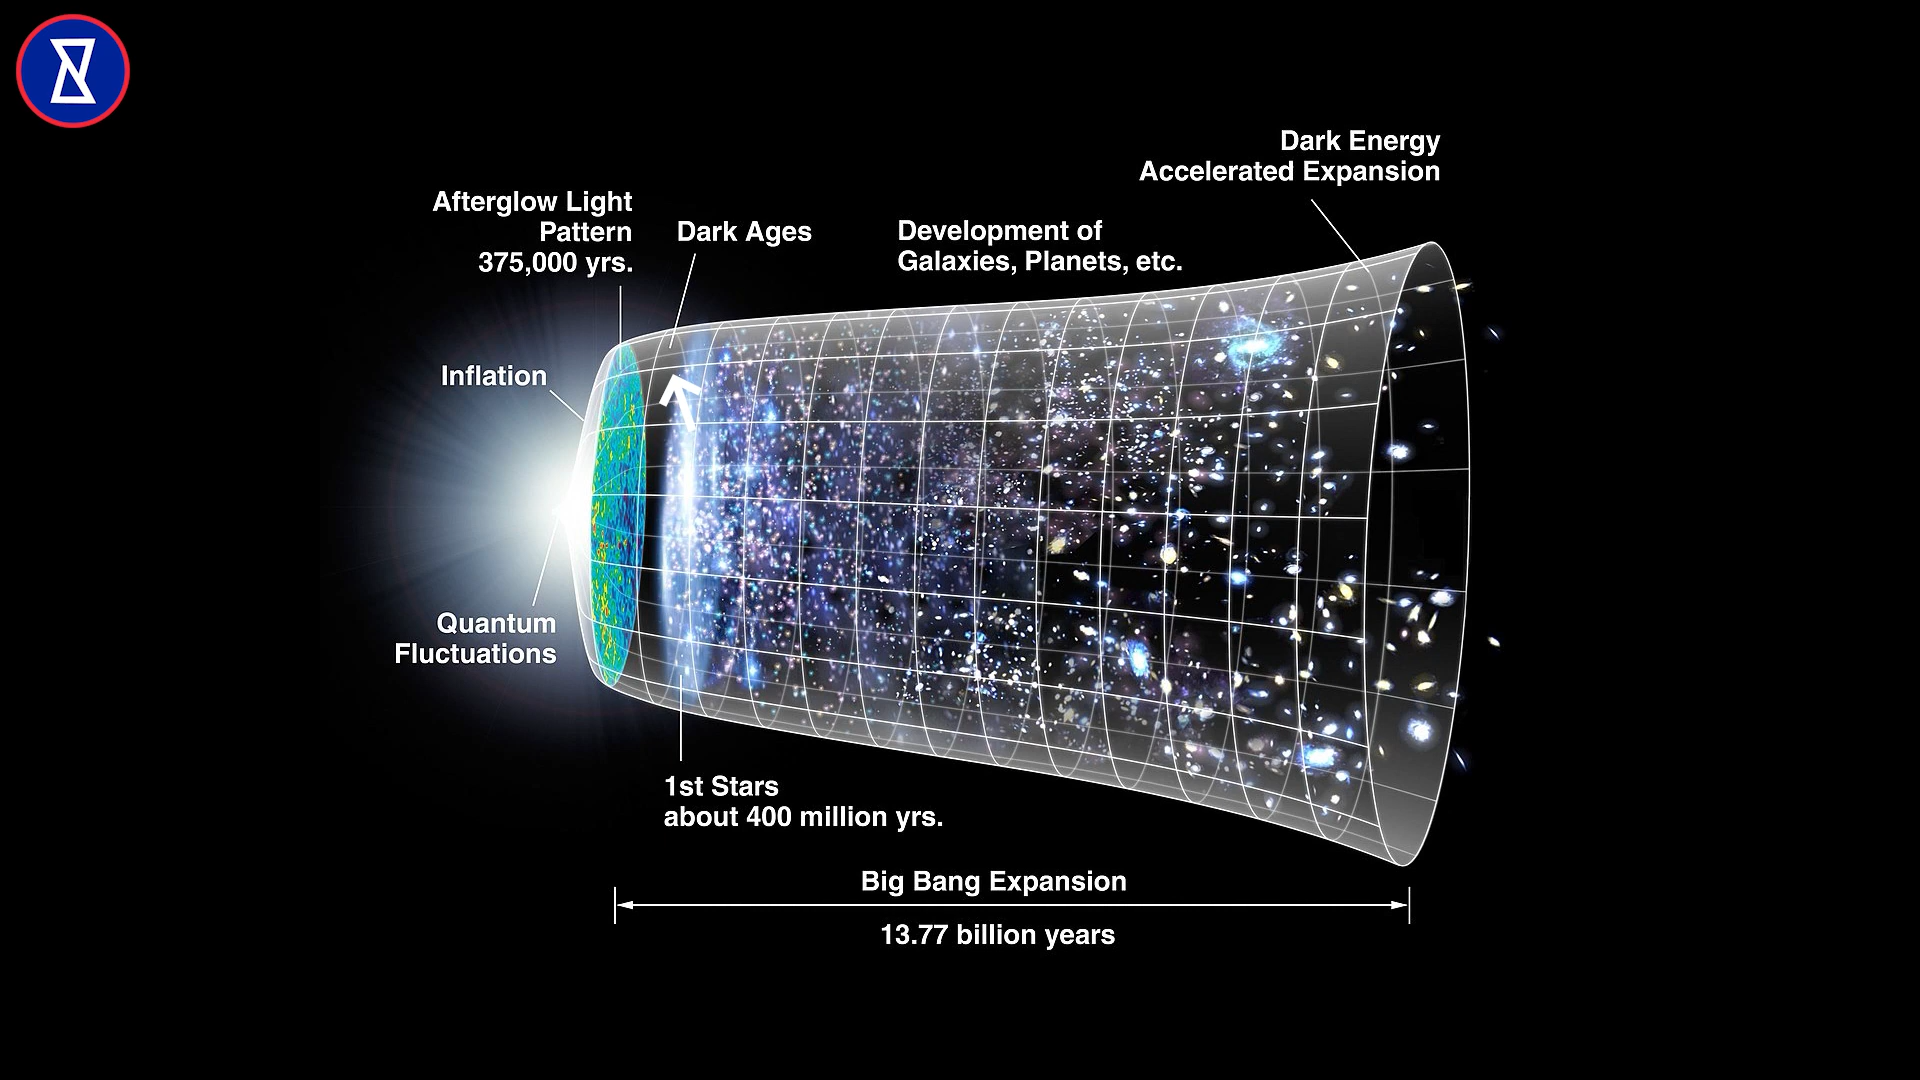 Dark Energy
Accelerated Expansion
Afterglow Light
Pattern
375,000 yrs.
Dark Ages
Development of
Galaxies, Planets, etc.
Inflation
Quantum
Fluctuations
1st Stars
about 400 million yrs.
Big Bang Expansion
13.77 billion years